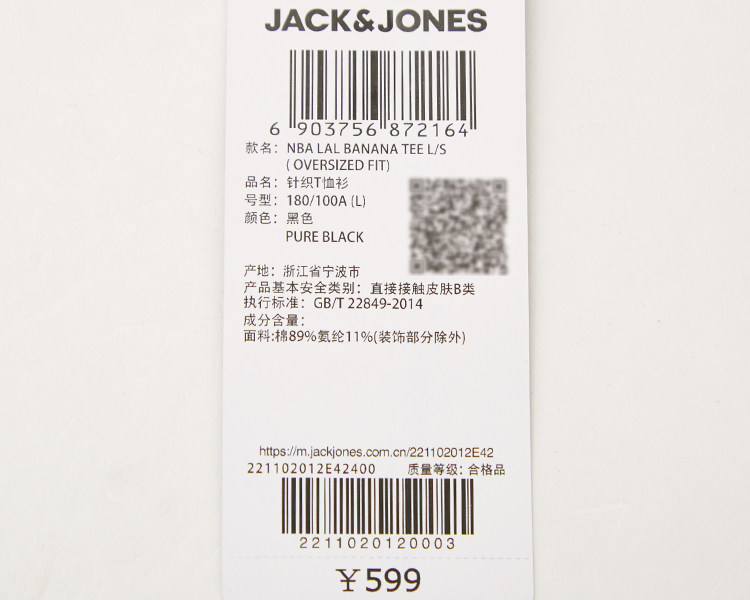 JACK&JONES
6 903756 872164
款名: NBA LAL BANANA TEE L/S
( OVERSIZED FIT)
品名: 针织T恤衫
号型: 180/100A (L)
颜色: 黑色
PURE BLACK
产地: 浙江省宁波市
产品基本安全类别: 直接接触皮肤B类
执行标准: GB/T 22849-2014
成分含量:
面料:棉89%氨纶11%(装饰部分除外)
https://m.jackjones.com.cn/221102012E42
221102012E42400 质量等级: 合格品
2211020120003
¥599